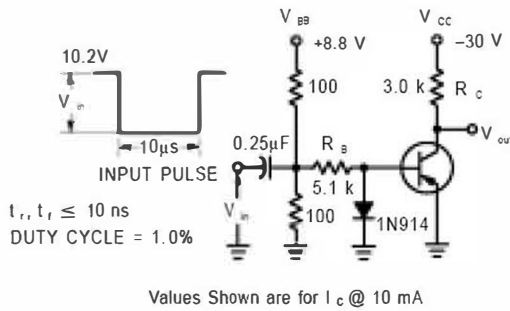 V BB
V CC
+8.8 V
−30 V
10.2V
V in
100
3.0 k
R C
10µs
0.25µF
R B
V out
INPUT PULSE
5.1 k
t r, t f ≤ 10 ns
V in
100
1N914
DUTY CYCLE = 1.0%
Values Shown are for I C @ 10 mA